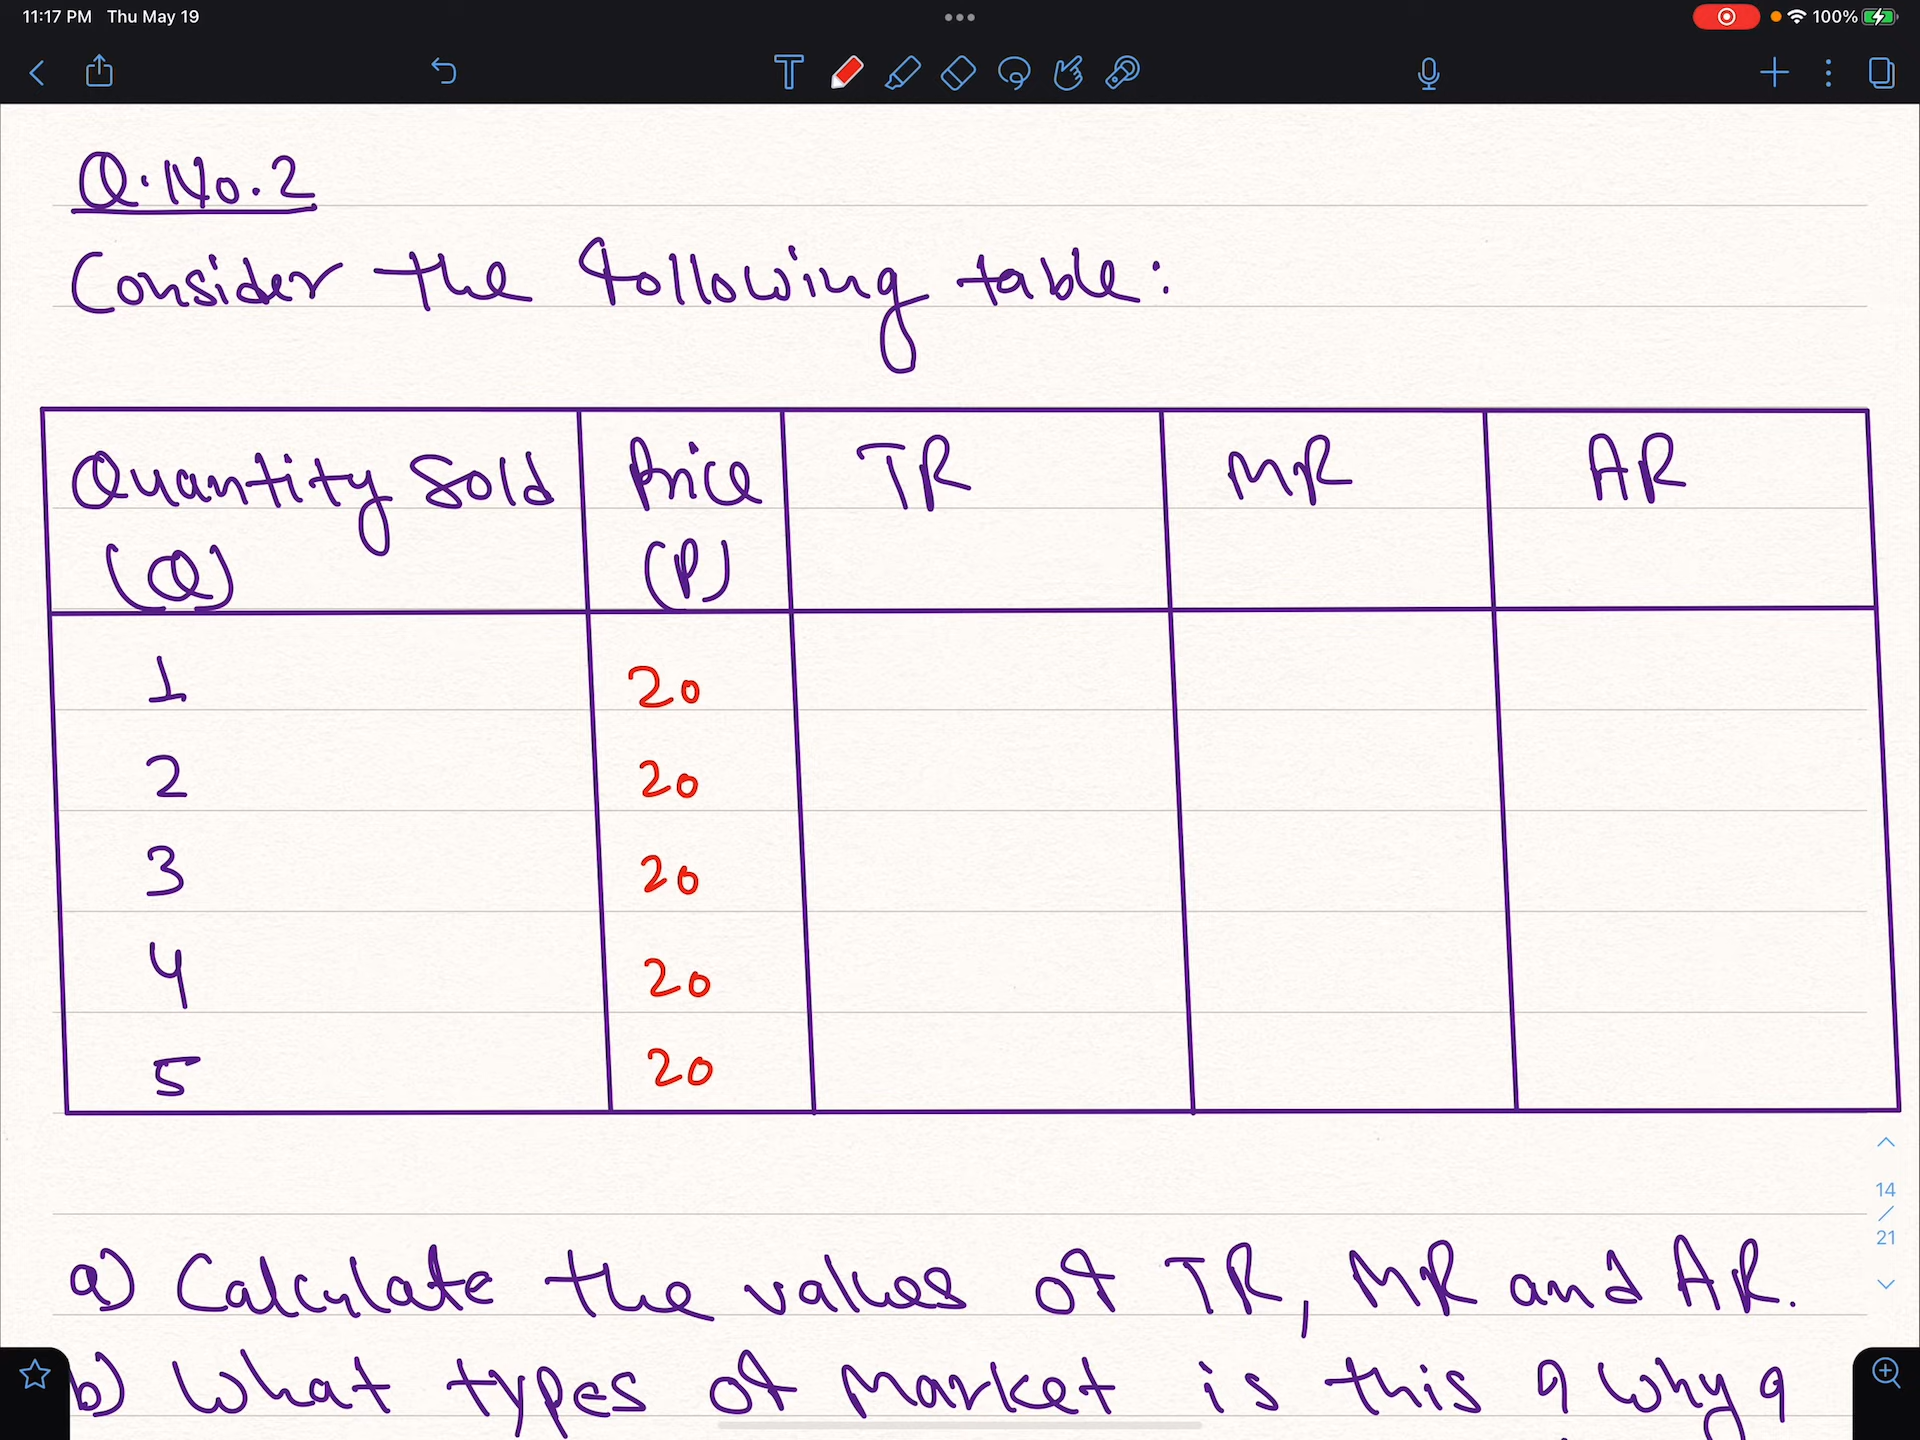 11:17 PM Thu May 19
100%
Q.No.2
Consider the following table:
Quantity Sold Price TR MR AR
(Q) (P)
1 20
2 20
3 20
4 20
5 20
14
/
21
a) Calculate the values of TR, MR and AR.
b) What types of Market is this ? Why ?